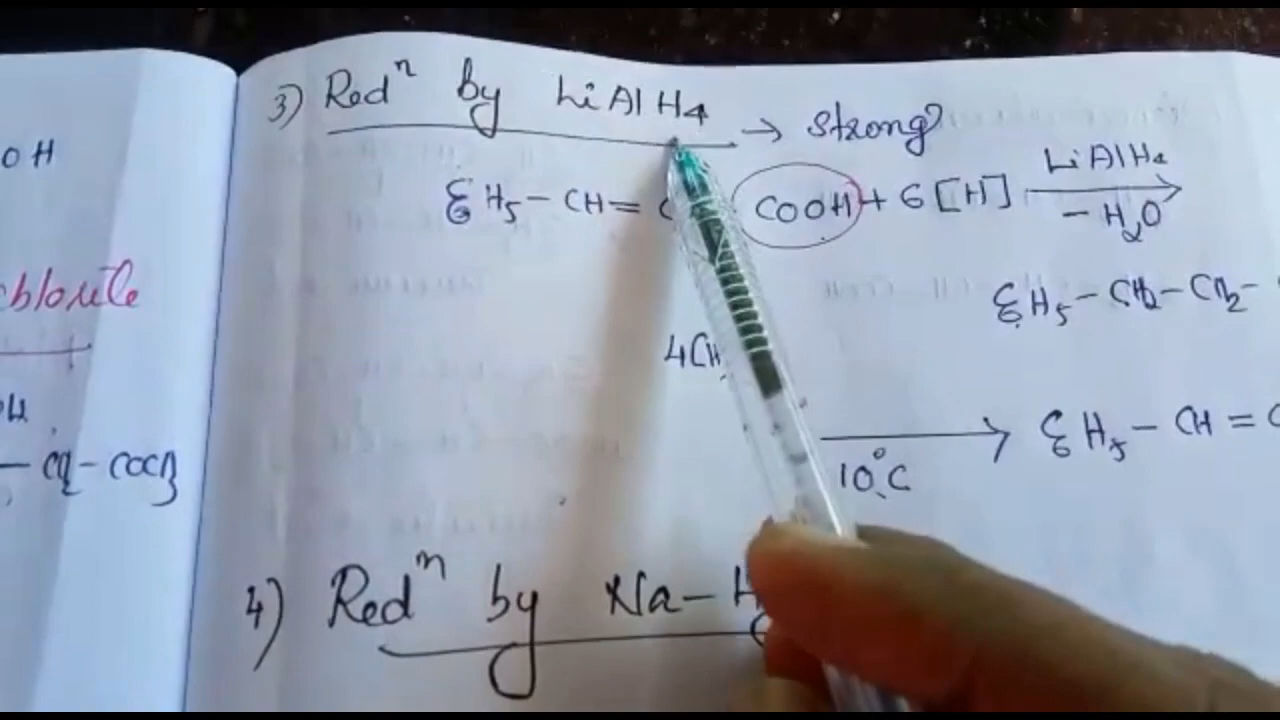 OH
chloride
3) Redⁿ by LiAlH4 → strong
C6H5-CH=C COOH + 6[H] LiAlH4 →
-H2O
C6H5-CH2-CH2-
4CH
10°C → C6H5-CH=C
4) Redⁿ by Na-H